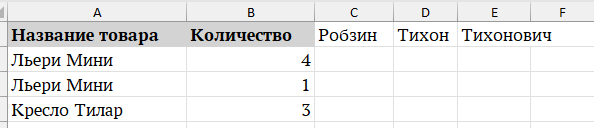 A B C D E F
Название товара Количество Робзин Тихон Тихонович
Льери Мини 4
Льери Мини 1
Кресло Тилар 3